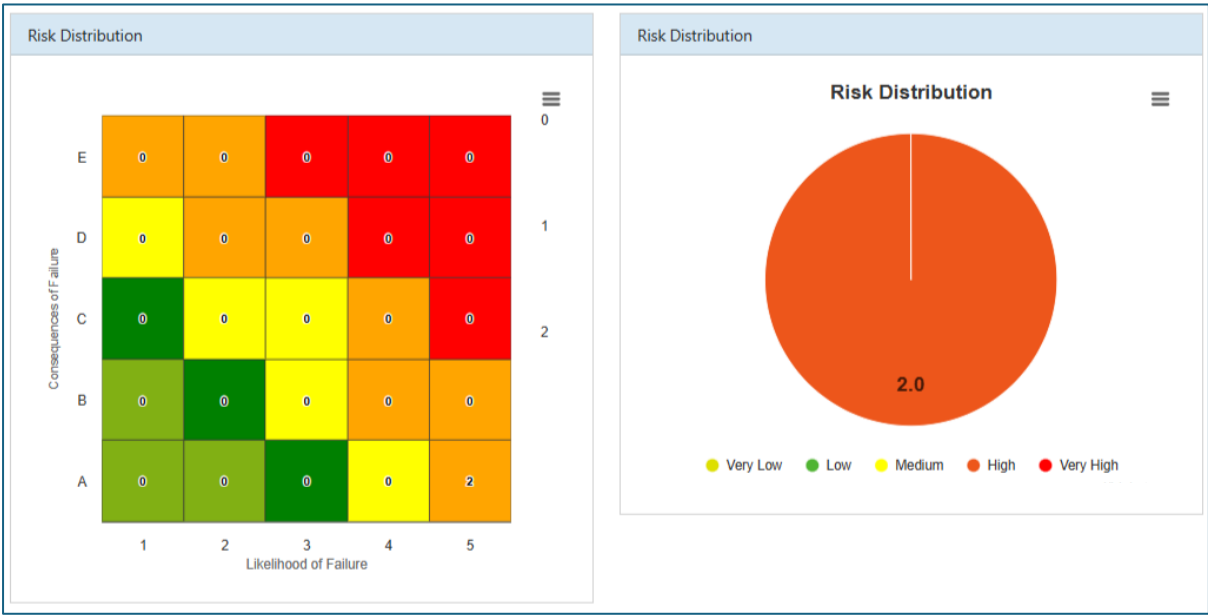 Risk Distribution
0
E 0 0 0 0 0
D 0 0 0 0 0
1
C 0 0 0 0 0
2
B 0 0 0 0 0
A 0 0 0 0 2
1 2 3 4 5
Consequences of Failure
Likelihood of Failure
Risk Distribution
Risk Distribution
2.0
Very Low Low Medium High Very High